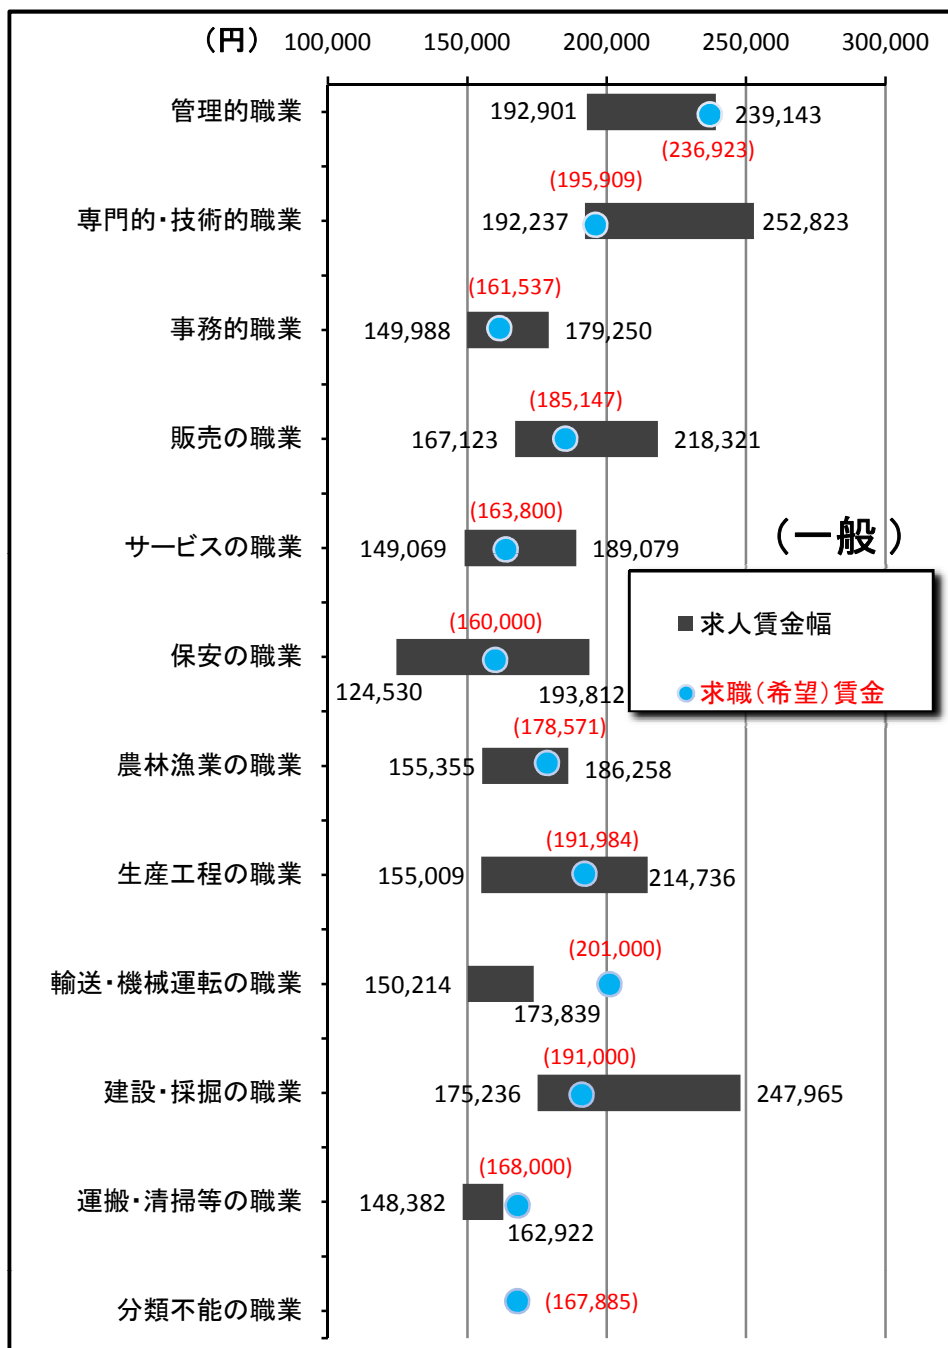 (円) 100,000 150,000 200,000 250,000 300,000
管理的職業 192,901 239,143
(236,923)
(195,909)
専門的・技術的職業 192,237 252,823
(161,537)
事務的職業 149,988 179,250
(185,147)
販売の職業 167,123 218,321
(163,800)
サービスの職業 149,069 189,079
(一般)
■求人賃金幅
求職(希望)賃金
(160,000)
保安の職業
124,530 193,812
(178,571)
農林漁業の職業 155,355 186,258
(191,984)
生産工程の職業 155,009 214,736
(201,000)
輸送・機械運転の職業 150,214
173,839
(191,000)
建設・採掘の職業 175,236 247,965
(168,000)
運搬・清掃等の職業 148,382
162,922
分類不能の職業 (167,885)